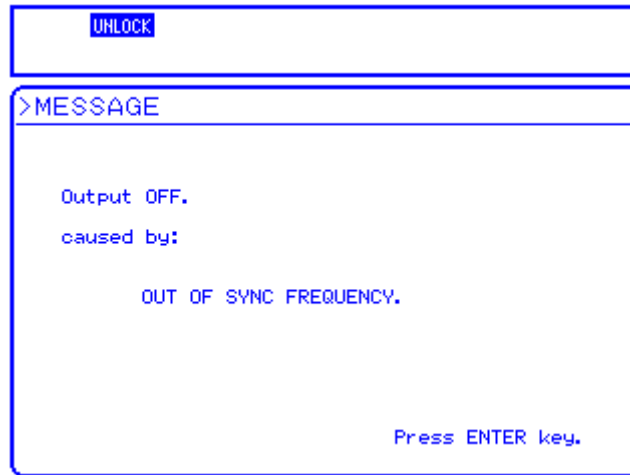 UNLOCK
>MESSAGE
Output OFF.
caused by:
OUT OF SYNC FREQUENCY.
Press ENTER key.